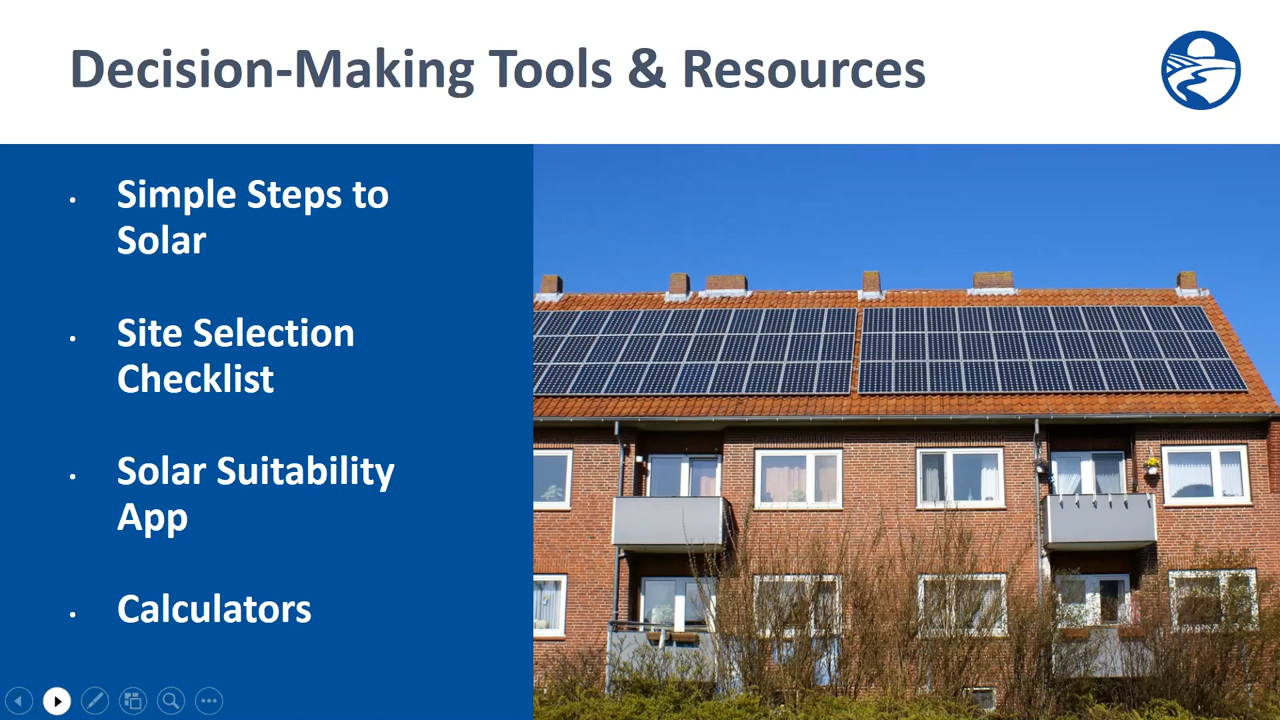 Decision-Making Tools & Resources
• Simple Steps to
Solar
• Site Selection
Checklist
• Solar Suitability
App
• Calculators